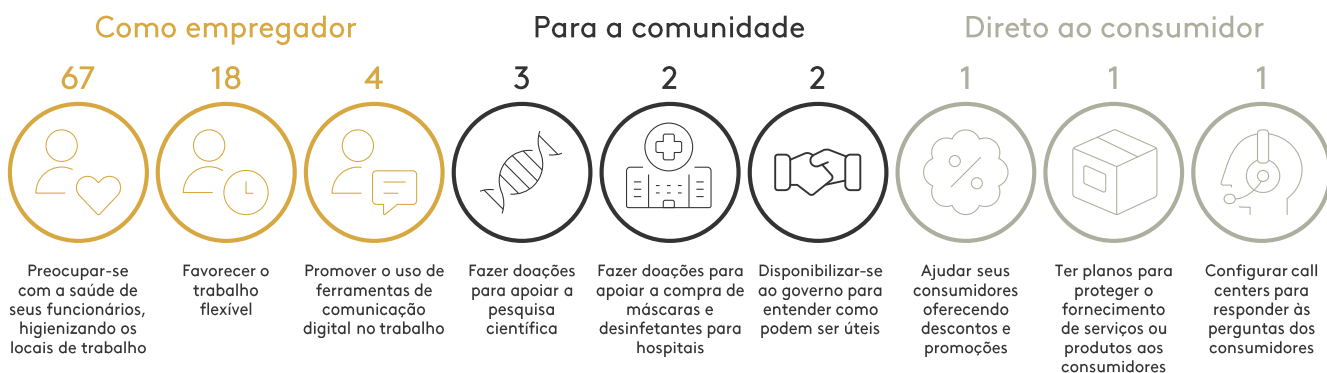 Como empregador
Para a comunidade
Direto ao consumidor
67
18
4
3
2
2
1
1
1
Preocupar-se
com a saúde de
seus funcionários,
higienizando os
locais de trabalho
Favorecer o
trabalho
flexível
Promover o uso de
ferramentas de
comunicação
digital no trabalho
Fazer doações
para apoiar a
pesquisa
científica
Fazer doações para
apoiar a compra de
máscaras e
desinfetantes para
hospitais
Disponibilizar-se
ao governo para
entender como
podem ser úteis
Ajudar seus
consumidores
oferecendo
descontos e
promoções
Ter planos para
proteger o
fornecimento
de serviços ou
produtos aos
consumidores
Configurar call
centers para
responder às
perguntas dos
consumidores